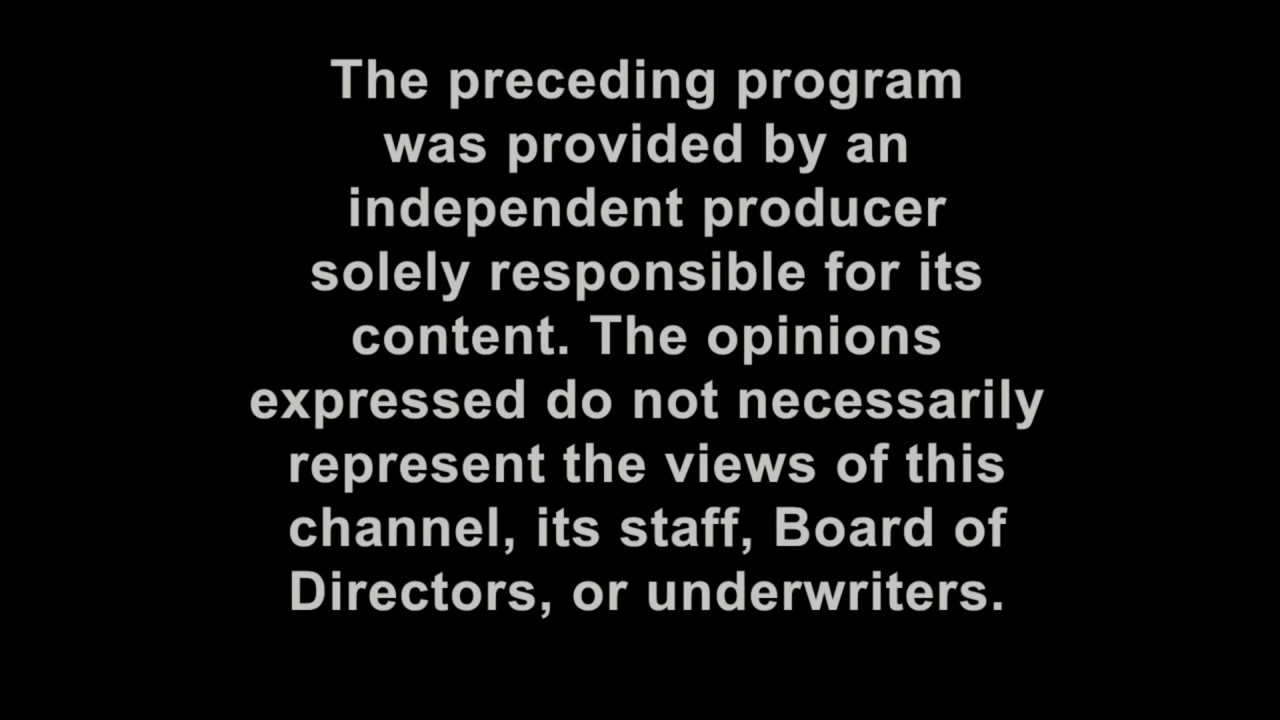 The preceding program
was provided by an
independent producer
solely responsible for its
content. The opinions
expressed do not necessarily
represent the views of this
channel, its staff, Board of
Directors, or underwriters.